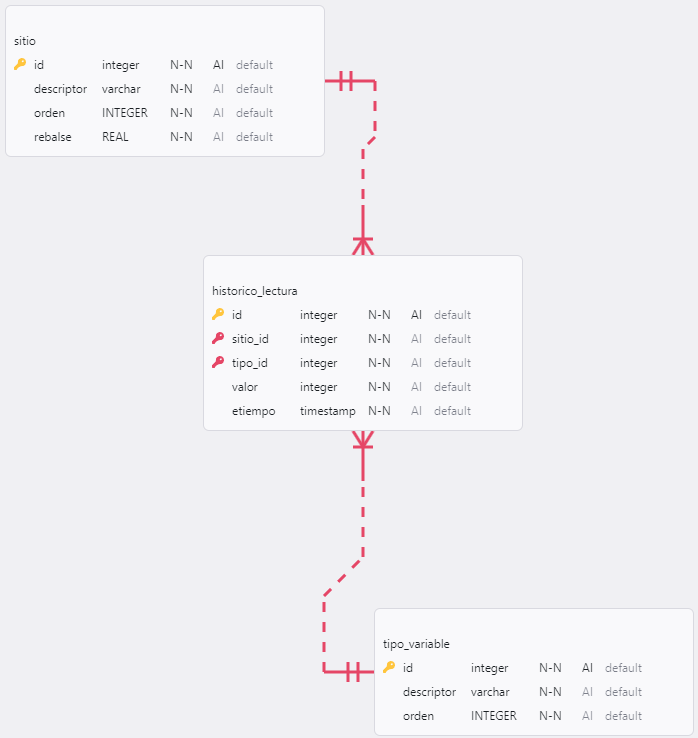 sitio
id integer N-N AI default
descriptor varchar N-N AI default
orden INTEGER N-N AI default
rebalse REAL N-N AI default
historico_lectura
id integer N-N AI default
sitio_id integer N-N AI default
tipo_id integer N-N AI default
valor integer N-N AI default
etiempo timestamp N-N AI default
tipo_variable
id integer N-N AI default
descriptor varchar N-N AI default
orden INTEGER N-N AI default